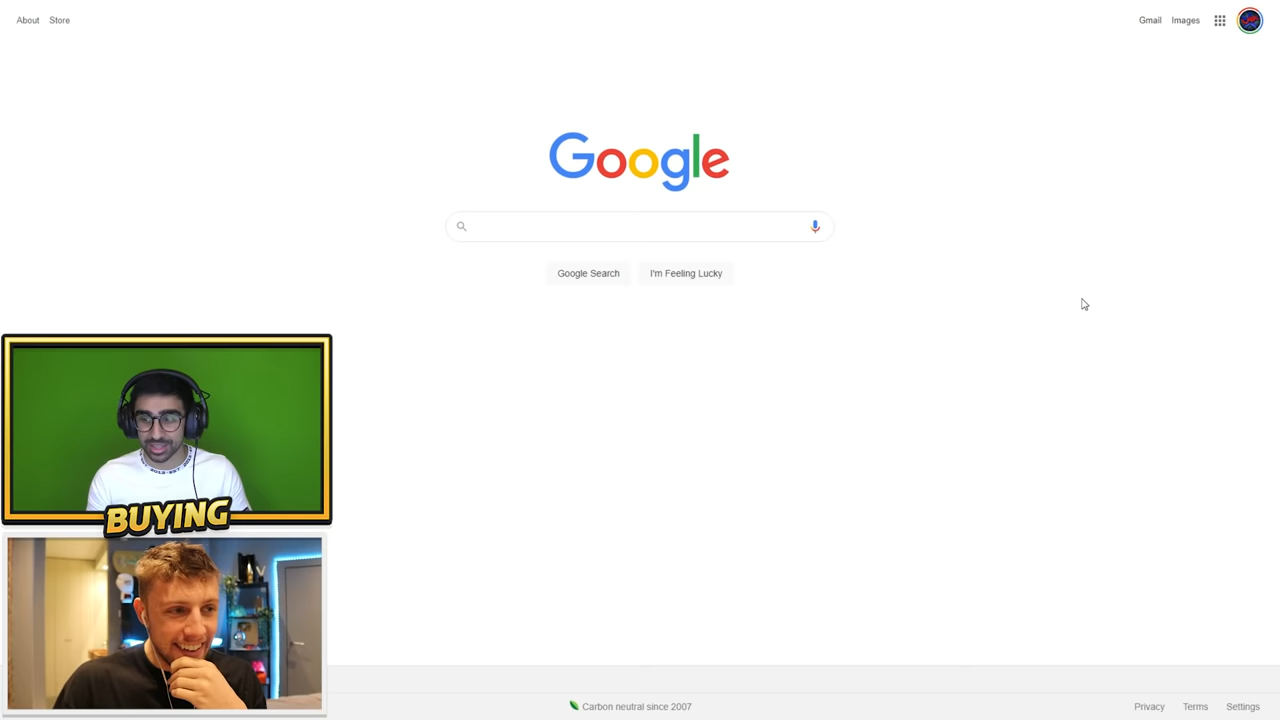 About Store
Gmail Images
Google
Google Search I'm Feeling Lucky
BUYING
Carbon neutral since 2007
Privacy Terms Settings